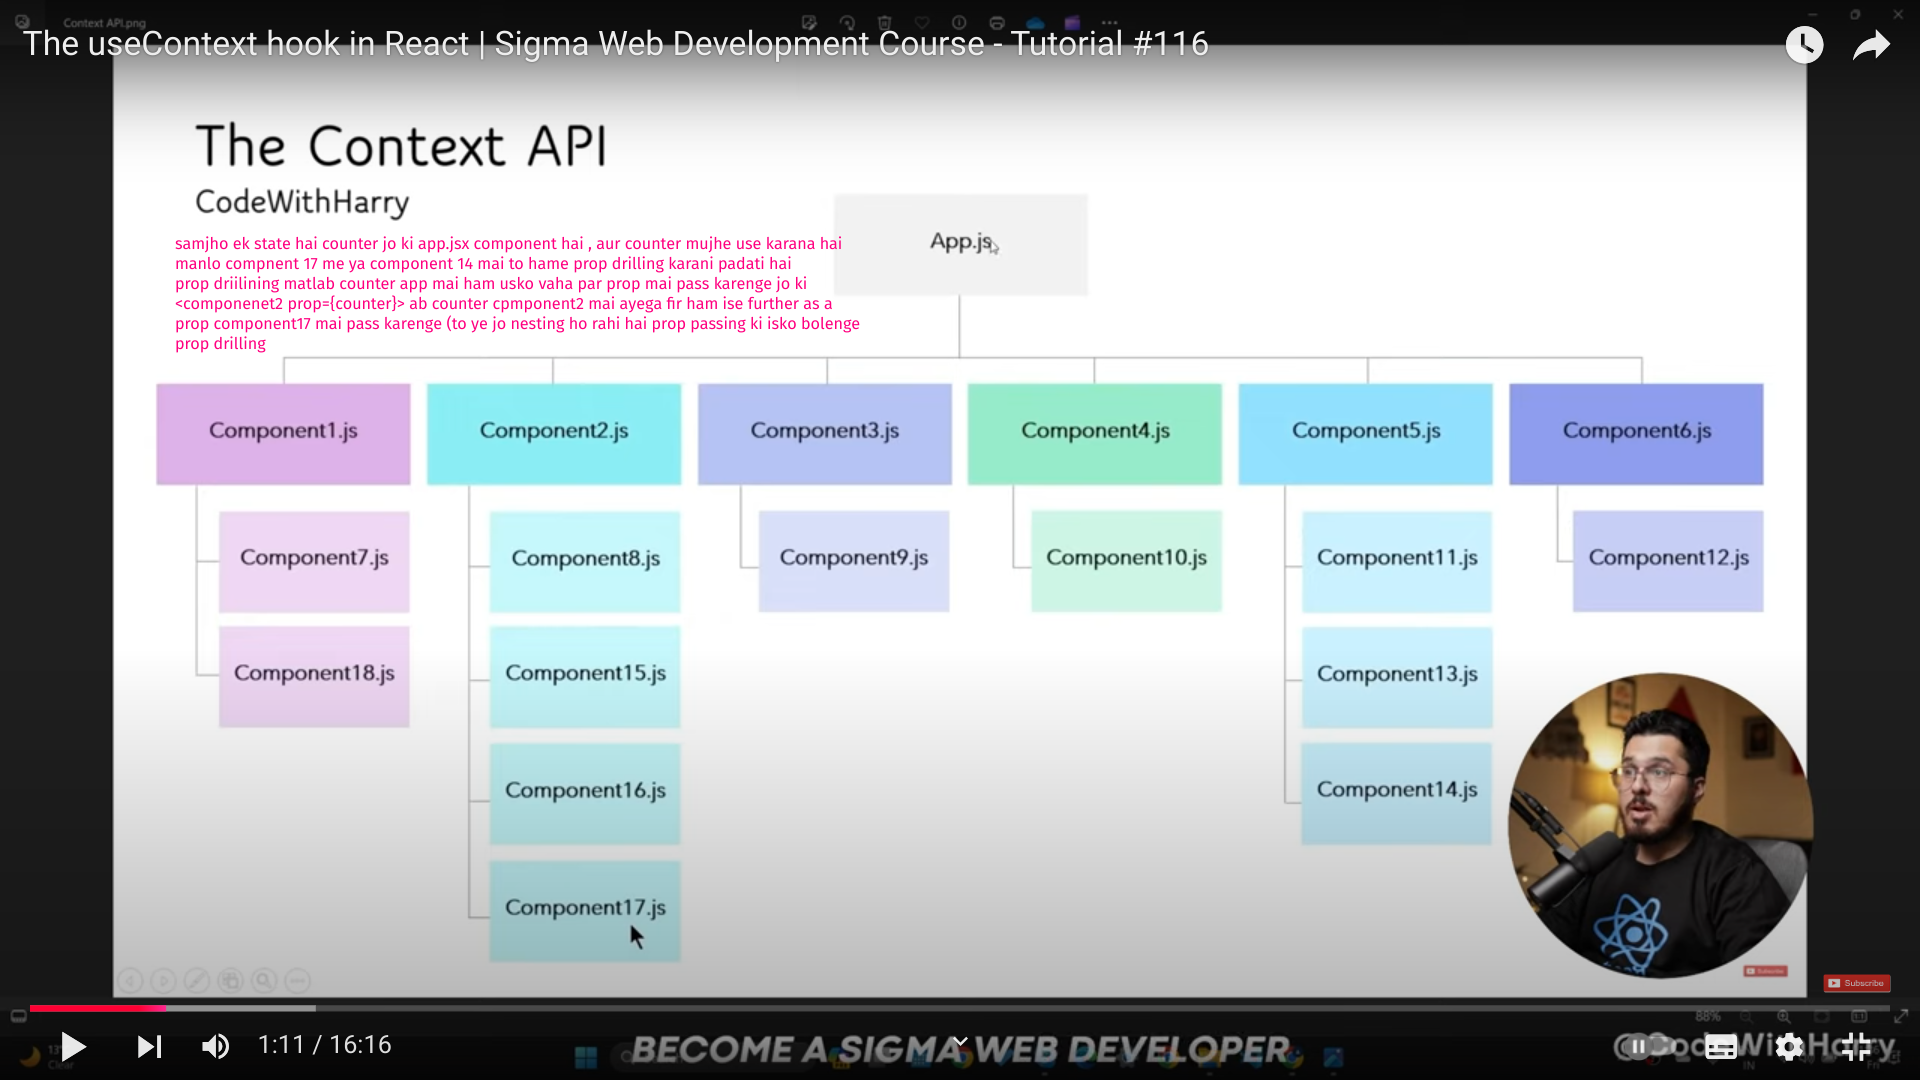 Context API.png
The useContext hook in React | Sigma Web Development Course - Tutorial #116
The Context API
CodeWithHarry
samjho ek state hai counter jo ki app.jsx component hai , aur counter mujhe use karana hai
manlo compnent 17 me ya component 14 mai to hame prop drilling karani padati hai
prop driilining matlab counter app mai ham usko vaha par prop mai pass karenge jo ki
<componenet2 prop={counter}> ab counter cpmponent2 mai ayega fir ham ise further as a
prop component17 mai pass karenge (to ye jo nesting ho rahi hai prop passing ki isko bolenge
prop drilling
App.js
Component1.js
Component2.js
Component3.js
Component4.js
Component5.js
Component6.js
Component7.js
Component8.js
Component9.js
Component10.js
Component11.js
Component12.js
Component18.js
Component15.js
Component13.js
Component16.js
Component14.js
Component17.js
Subscribe
Subscribe
88%
1:11 / 16:16
BECOME A SIGMA WEB DEVELOPER
@CodeWithHarry